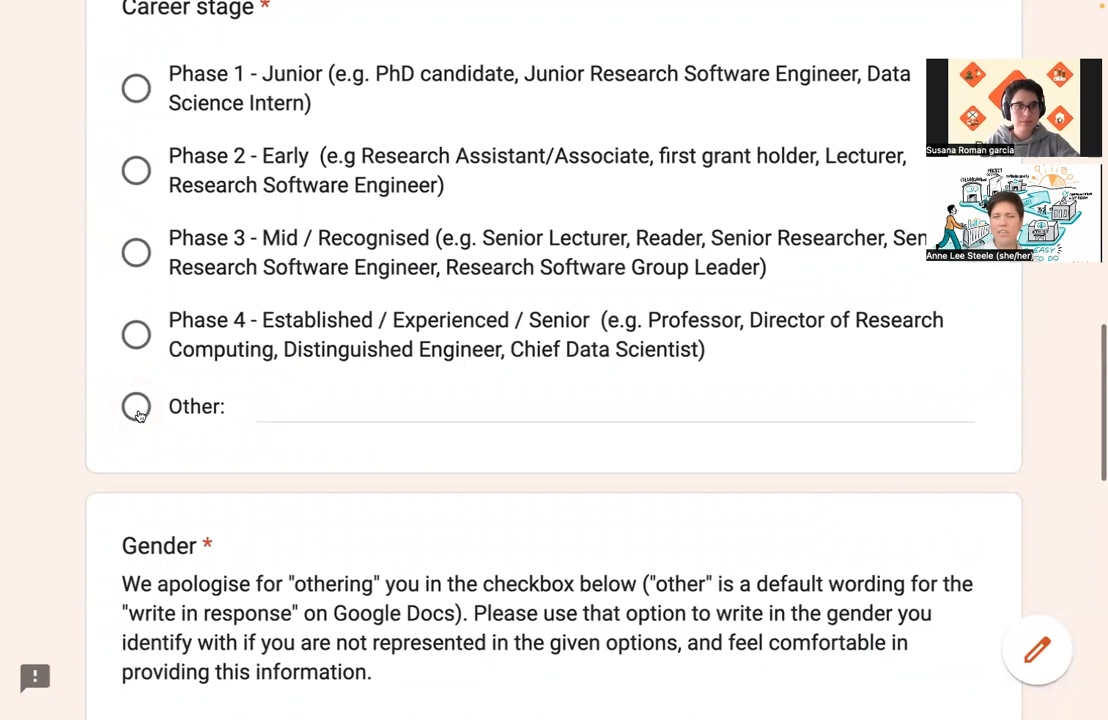 Career stage *
Phase 1 - Junior (e.g. PhD candidate, Junior Research Software Engineer, Data
Science Intern)
Phase 2 - Early (e.g Research Assistant/Associate, first grant holder, Lecturer,
Research Software Engineer)
Phase 3 - Mid / Recognised (e.g. Senior Lecturer, Reader, Senior Researcher, Sen
Research Software Engineer, Research Software Group Leader)
Phase 4 - Established / Experienced / Senior (e.g. Professor, Director of Research
Computing, Distinguished Engineer, Chief Data Scientist)
Other:
Gender *
We apologise for "othering" you in the checkbox below ("other" is a default wording for the
"write in response" on Google Docs). Please use that option to write in the gender you
identify with if you are not represented in the given options, and feel comfortable in
providing this information.
Susana Roman garcia
EASY
TO DO
Anne Lee Steele (she/her)